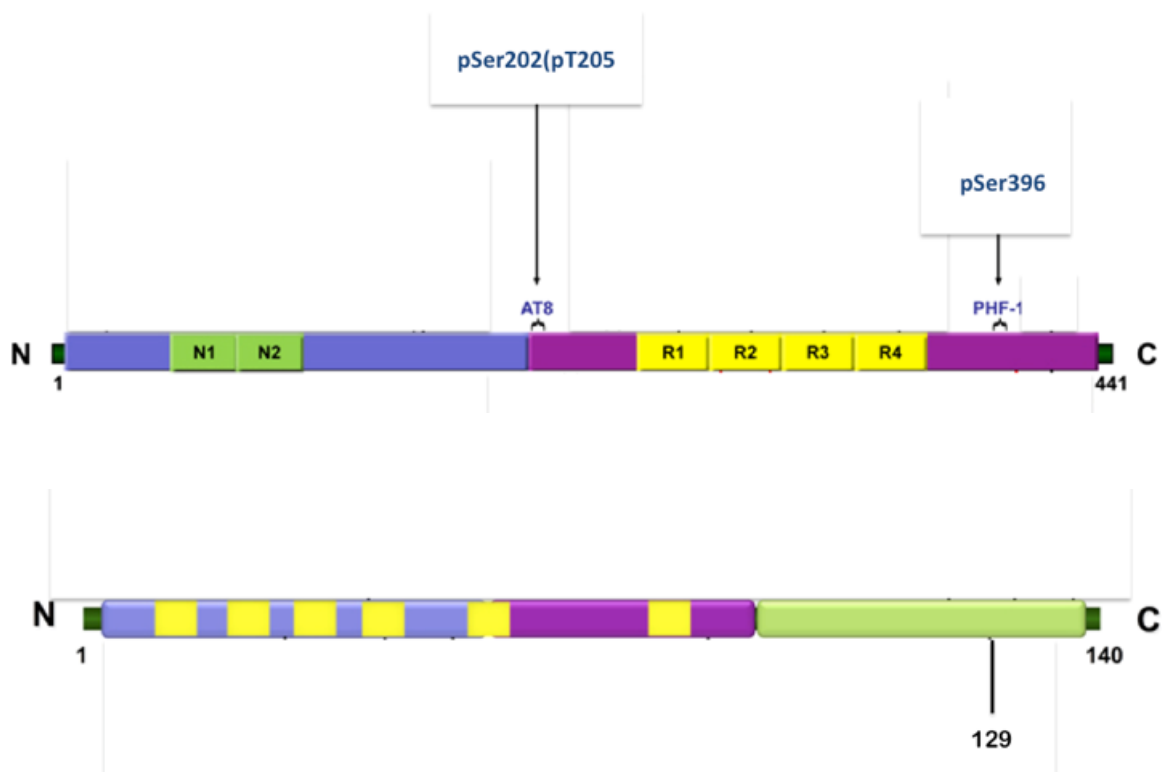 pSer202(pT205
pSer396
AT8
PHF-1
N N1 N2 R1 R2 R3 R4 C
1 441
N C
1 140
129